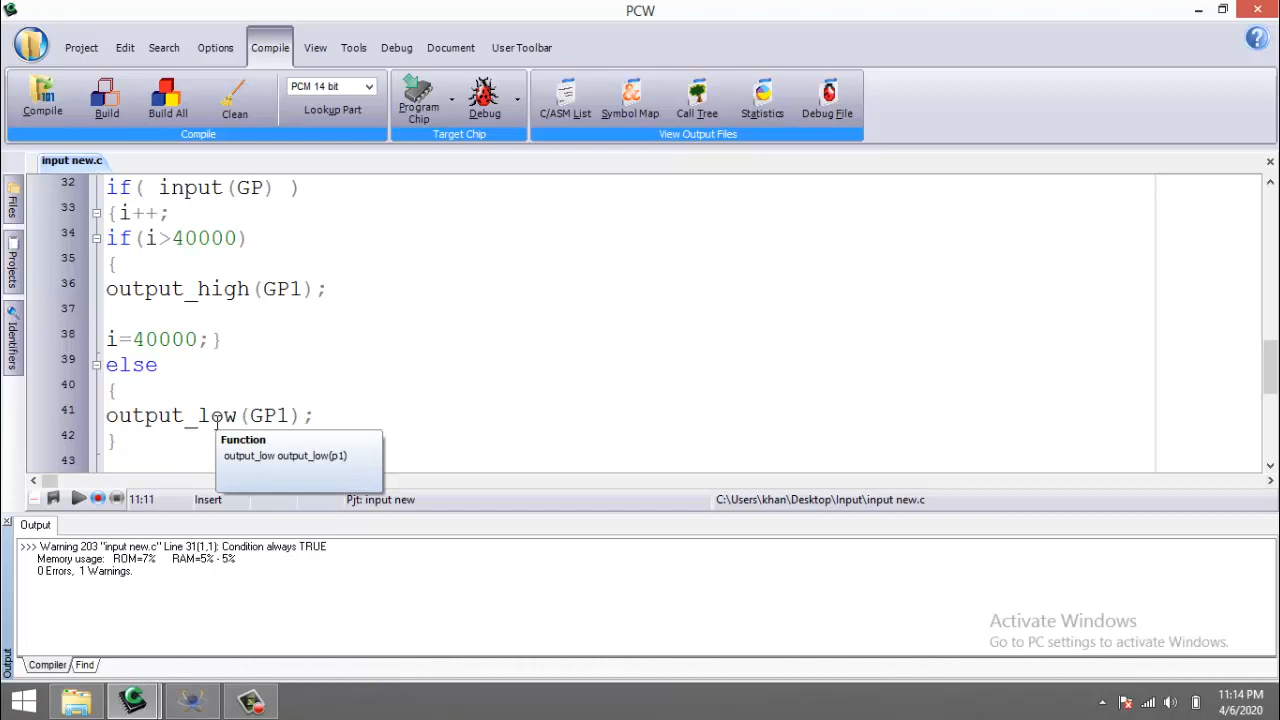 PCW
Project Edit Search Options Compile View Tools Debug Document User Toolbar
Compile Build Build All Clean PCM 14 bit Lookup Part Program Chip Debug C/ASM List Symbol Map Call Tree Statistics Debug File
Compile Target Chip View Output Files
input new.c
Files
Projects
Identifiers
32 if( input(GP) )
33 {i++;
34 if(i>40000)
35 {
36 output_high(GP1);
37
38 i=40000;}
39 else
40 {
41 output_low(GP1);
42 }
43
Function
output_low output_low(p1)
11:11 Insert Pjt: input new C:\Users\khan\Desktop\Input\input new.c
Output
>>> Warning 203 "input new.c" Line 31(1,1): Condition always TRUE
Memory usage: ROM=7% RAM=5% - 5%
0 Errors, 1 Warnings.
Activate Windows
Go to PC settings to activate Windows.
Output
Compiler Find
11:14 PM
4/6/2020